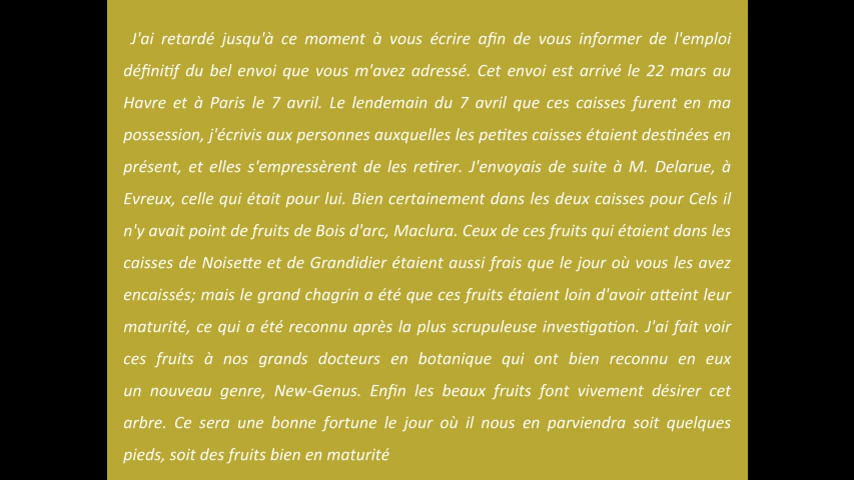 J'ai retardé jusqu'à ce moment à vous écrire afin de vous informer de l'emploi
définitif du bel envoi que vous m'avez adressé. Cet envoi est arrivé le 22 mars au
Havre et à Paris le 7 avril. Le lendemain du 7 avril que ces caisses furent en ma
possession, j'écrivis aux personnes auxquelles les petites caisses étaient destinées en
présent, et elles s'empressèrent de les retirer. J'envoyais de suite à M. Delarue, à
Evreux, celle qui était pour lui. Bien certainement dans les deux caisses pour Cels il
n'y avait point de fruits de Bois d'arc, Maclura. Ceux de ces fruits qui étaient dans les
caisses de Noisette et de Grandidier étaient aussi frais que le jour où vous les avez
encaissés; mais le grand chagrin a été que ces fruits étaient loin d'avoir atteint leur
maturité, ce qui a été reconnu après la plus scrupuleuse investigation. J'ai fait voir
ces fruits à nos grands docteurs en botanique qui ont bien reconnu en eux
un nouveau genre, New-Genus. Enfin les beaux fruits font vivement désirer cet
arbre. Ce sera une bonne fortune le jour où il nous en parviendra soit quelques
pieds, soit des fruits bien en maturité